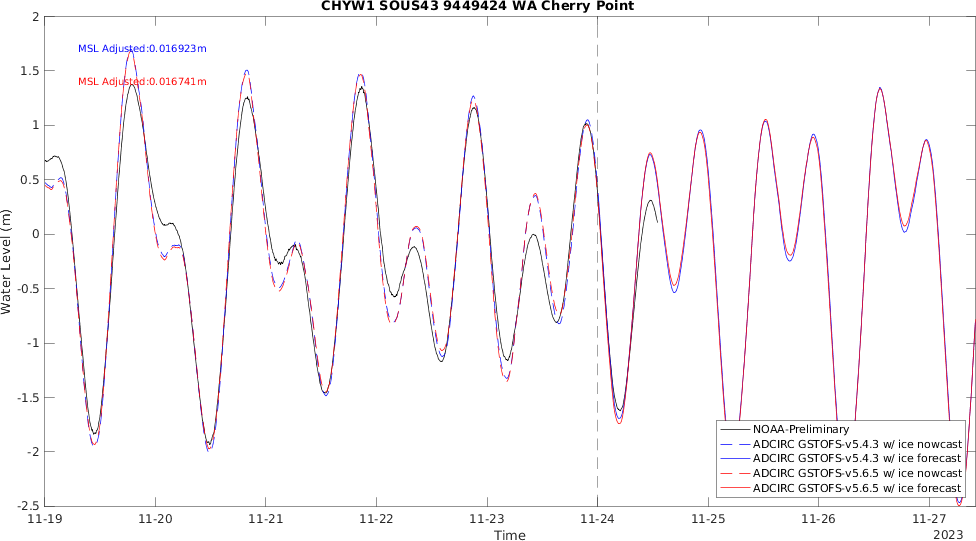 CHYW1 SOUS43 9449424 WA Cherry Point
MSL Adjusted:0.016923m
MSL Adjusted:0.016741m
Water Level (m)
2
1.5
1
0.5
0
-0.5
-1
-1.5
-2
-2.5
NOAA-Preliminary
ADCIRC GSTOFS-v5.4.3 w/ ice nowcast
ADCIRC GSTOFS-v5.4.3 w/ ice forecast
ADCIRC GSTOFS-v5.6.5 w/ ice nowcast
ADCIRC GSTOFS-v5.6.5 w/ ice forecast
11-19 11-20 11-21 11-22 11-23 11-24 11-25 11-26 11-27
Time
2023